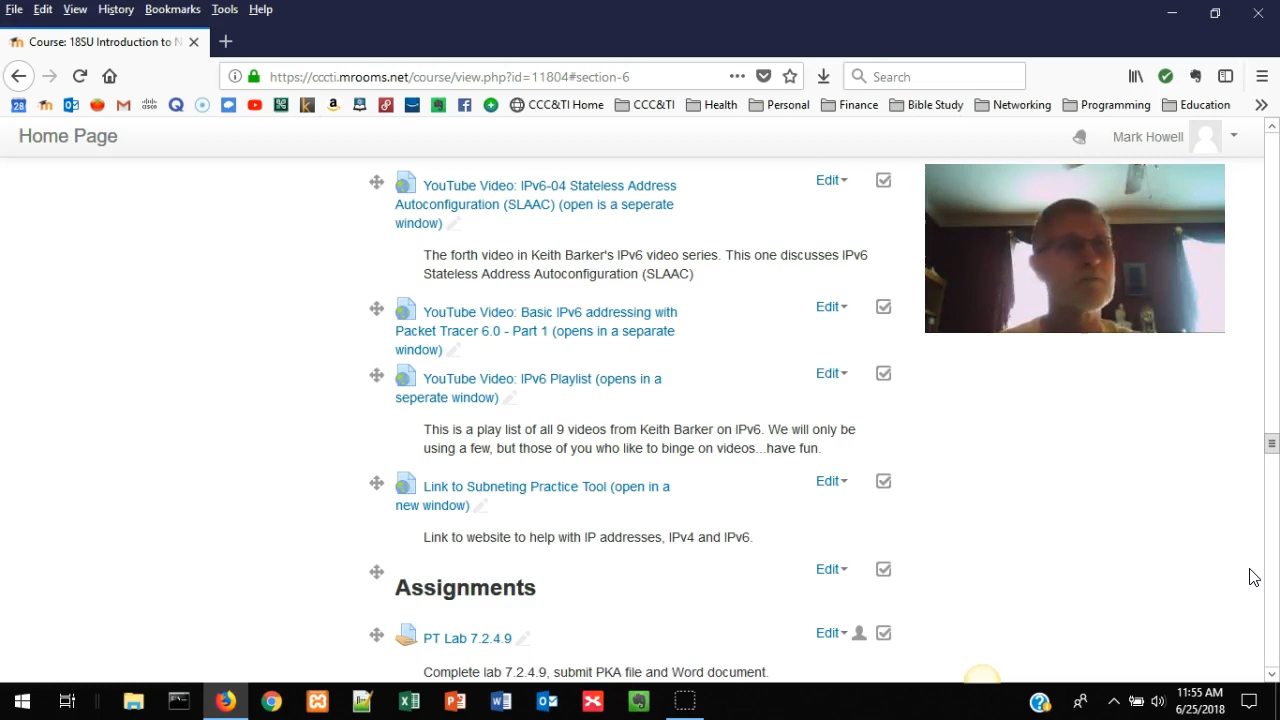 File Edit View History Bookmarks Tools Help
Course: 18SU Introduction to N
https://cccti.mrooms.net/course/view.php?id=11804#section-6
Search
28
CCC&TI Home CCC&TI Health Personal Finance Bible Study Networking Programming Education
Home Page
Mark Howell
YouTube Video: IPv6-04 Stateless Address
Autoconfiguration (SLAAC) (open is a seperate
window)
Edit
The forth video in Keith Barker's IPv6 video series. This one discusses IPv6
Stateless Address Autoconfiguration (SLAAC)
YouTube Video: Basic IPv6 addressing with
Packet Tracer 6.0 - Part 1 (opens in a separate
window)
Edit
YouTube Video: IPv6 Playlist (opens in a
seperate window)
Edit
This is a play list of all 9 videos from Keith Barker on IPv6. We will only be
using a few, but those of you who like to binge on videos...have fun.
Link to Subneting Practice Tool (open in a
new window)
Edit
Link to website to help with IP addresses, IPv4 and IPv6.
Assignments
Edit
PT Lab 7.2.4.9
Edit
Complete lab 7.2.4.9, submit PKA file and Word document.
11:55 AM
6/25/2018